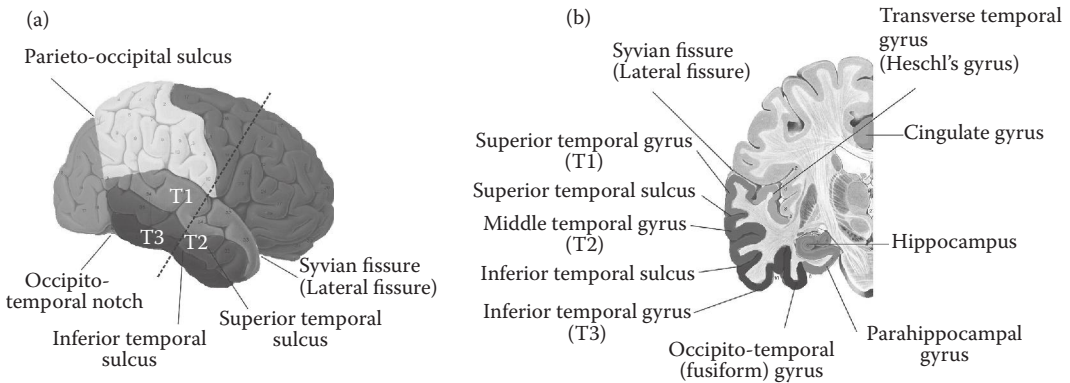 (a)
Parieto-occipital sulcus
T1
T3
T2
Occipito-
temporal notch
Inferior temporal
sulcus
Superior temporal
sulcus
Syvian fissure
(Lateral fissure)
(b)
Syvian fissure
(Lateral fissure)
Transverse temporal
gyrus
(Heschl's gyrus)
Superior temporal gyrus
(T1)
Superior temporal sulcus
Middle temporal gyrus
(T2)
Inferior temporal sulcus
Inferior temporal gyrus
(T3)
Occipito-temporal
(fusiform) gyrus
Cingulate gyrus
Hippocampus
Parahippocampal
gyrus